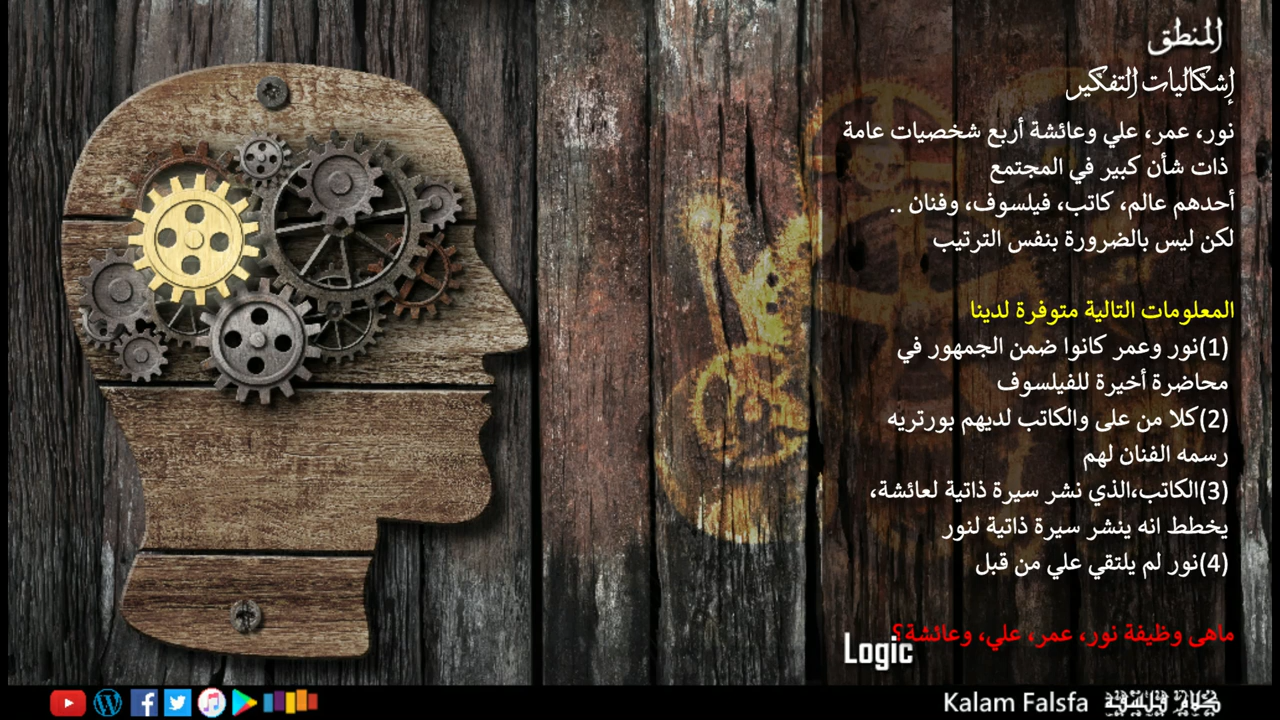 المنطق
إشكاليات التفكير
نور، عمر، علي وعائشة أربع شخصيات عامة
ذات شأن كبير في المجتمع
أحدهم عالم، كاتب، فيلسوف، وفنان ..
لكن ليس بالضرورة بنفس الترتيب
المعلومات التالية متوفرة لدينا
(1)نور وعمر كانوا ضمن الجمهور في
محاضرة أخيرة للفيلسوف
(2)كلا من على والكاتب لديهم بورتريه
رسمه الفنان لهم
(3)الكاتب،الذي نشر سيرة ذاتية لعائشة،
يخطط انه ينشر سيرة ذاتية لنور
(4)نور لم يلتقي علي من قبل
ماهى وظيفة نور، عمر، علي، وعائشة؟
Logic
Kalam Falsfa كلام فلسفة